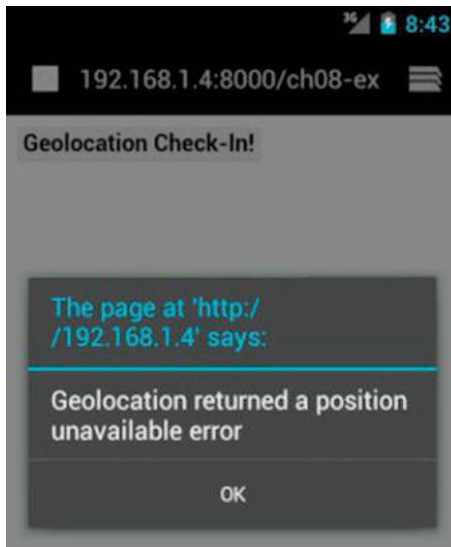 3G 8:43
192.168.1.4:8000/ch08-ex
Geolocation Check-In!
The page at 'http:/
/192.168.1.4' says:
Geolocation returned a position
unavailable error
OK